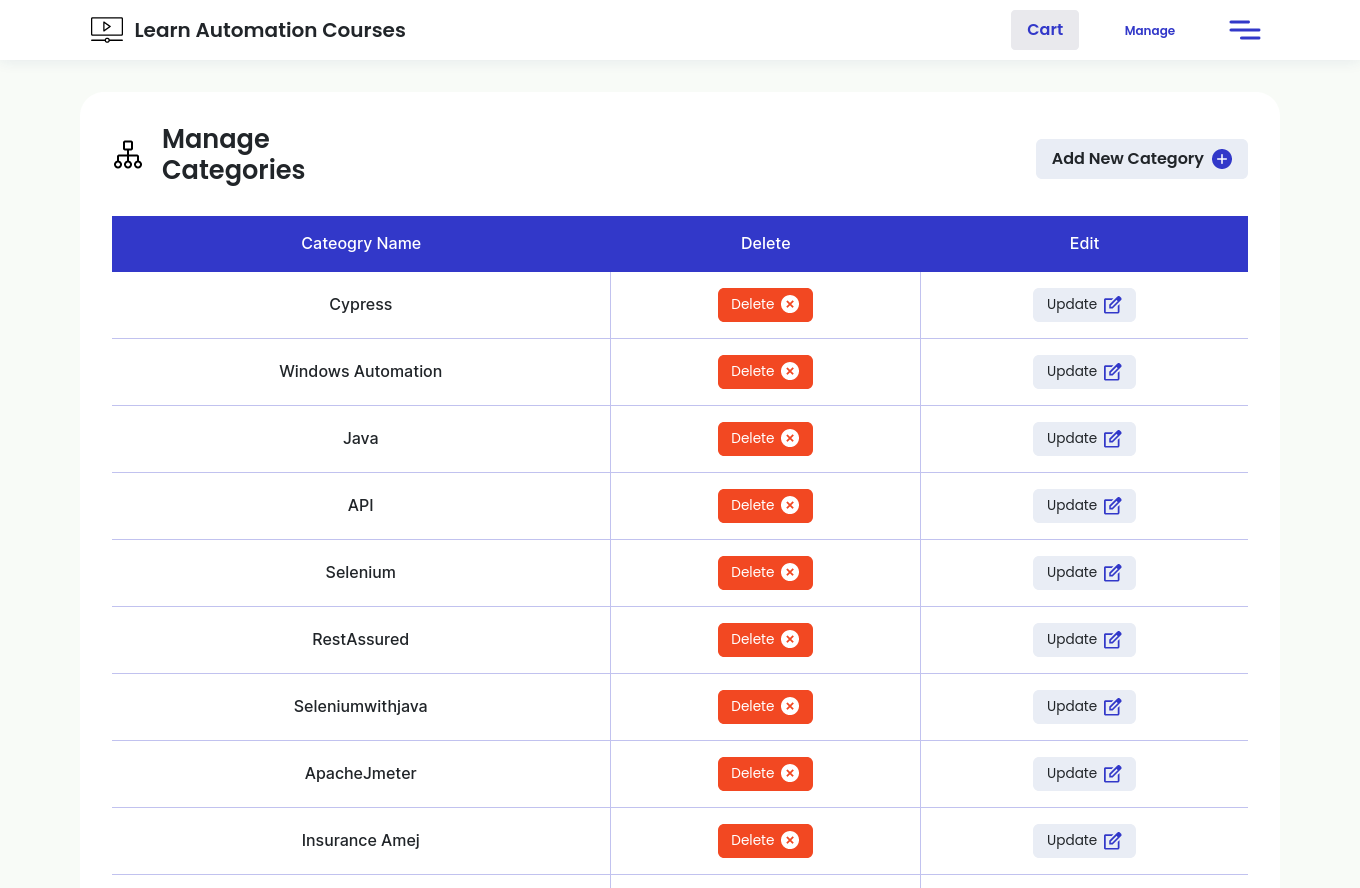 Learn Automation Courses
Cart
Manage
Manage
Categories
Add New Category
Cateogry Name Delete Edit
Cypress Delete Update
Windows Automation Delete Update
Java Delete Update
API Delete Update
Selenium Delete Update
RestAssured Delete Update
Seleniumwithjava Delete Update
ApacheJmeter Delete Update
Insurance Amej Delete Update